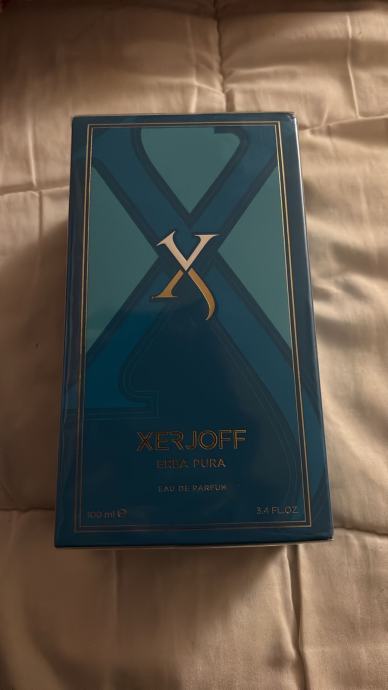 X
XERJOFF
ERBA PURA
EAU DE PARFUM
100 ml ℮ 3.4 FL.OZ